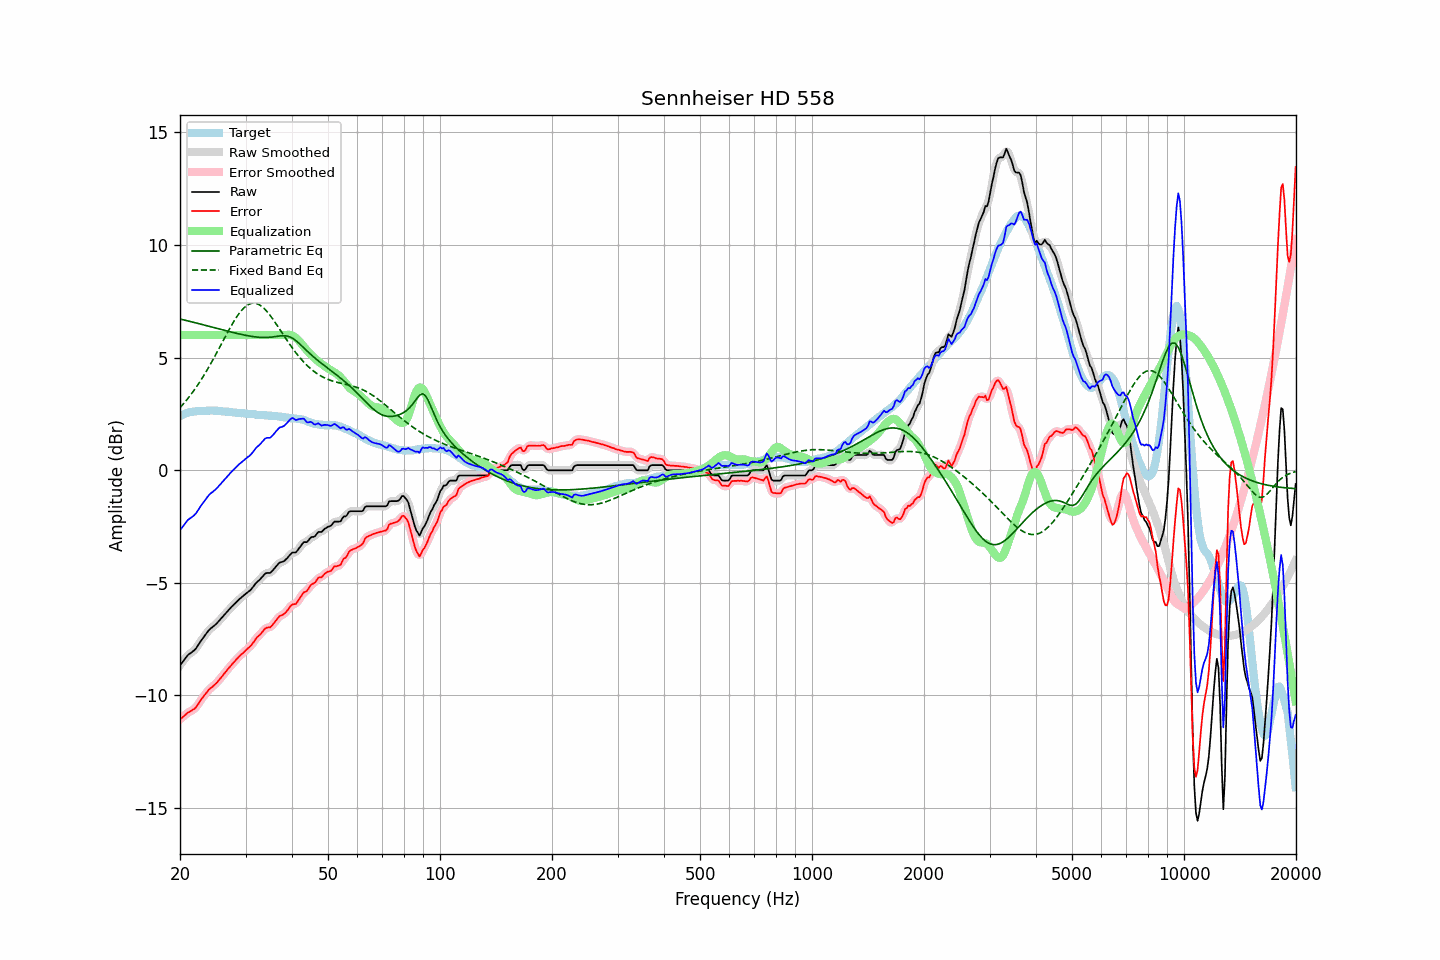 Sennheiser HD 558
Target
Raw Smoothed
Error Smoothed
Raw
Error
Equalization
Parametric Eq
Fixed Band Eq
Equalized
Amplitude (dBr)
15
10
5
0
−5
−10
−15
20 50 100 200 500 1000 2000 5000 10000 20000
Frequency (Hz)